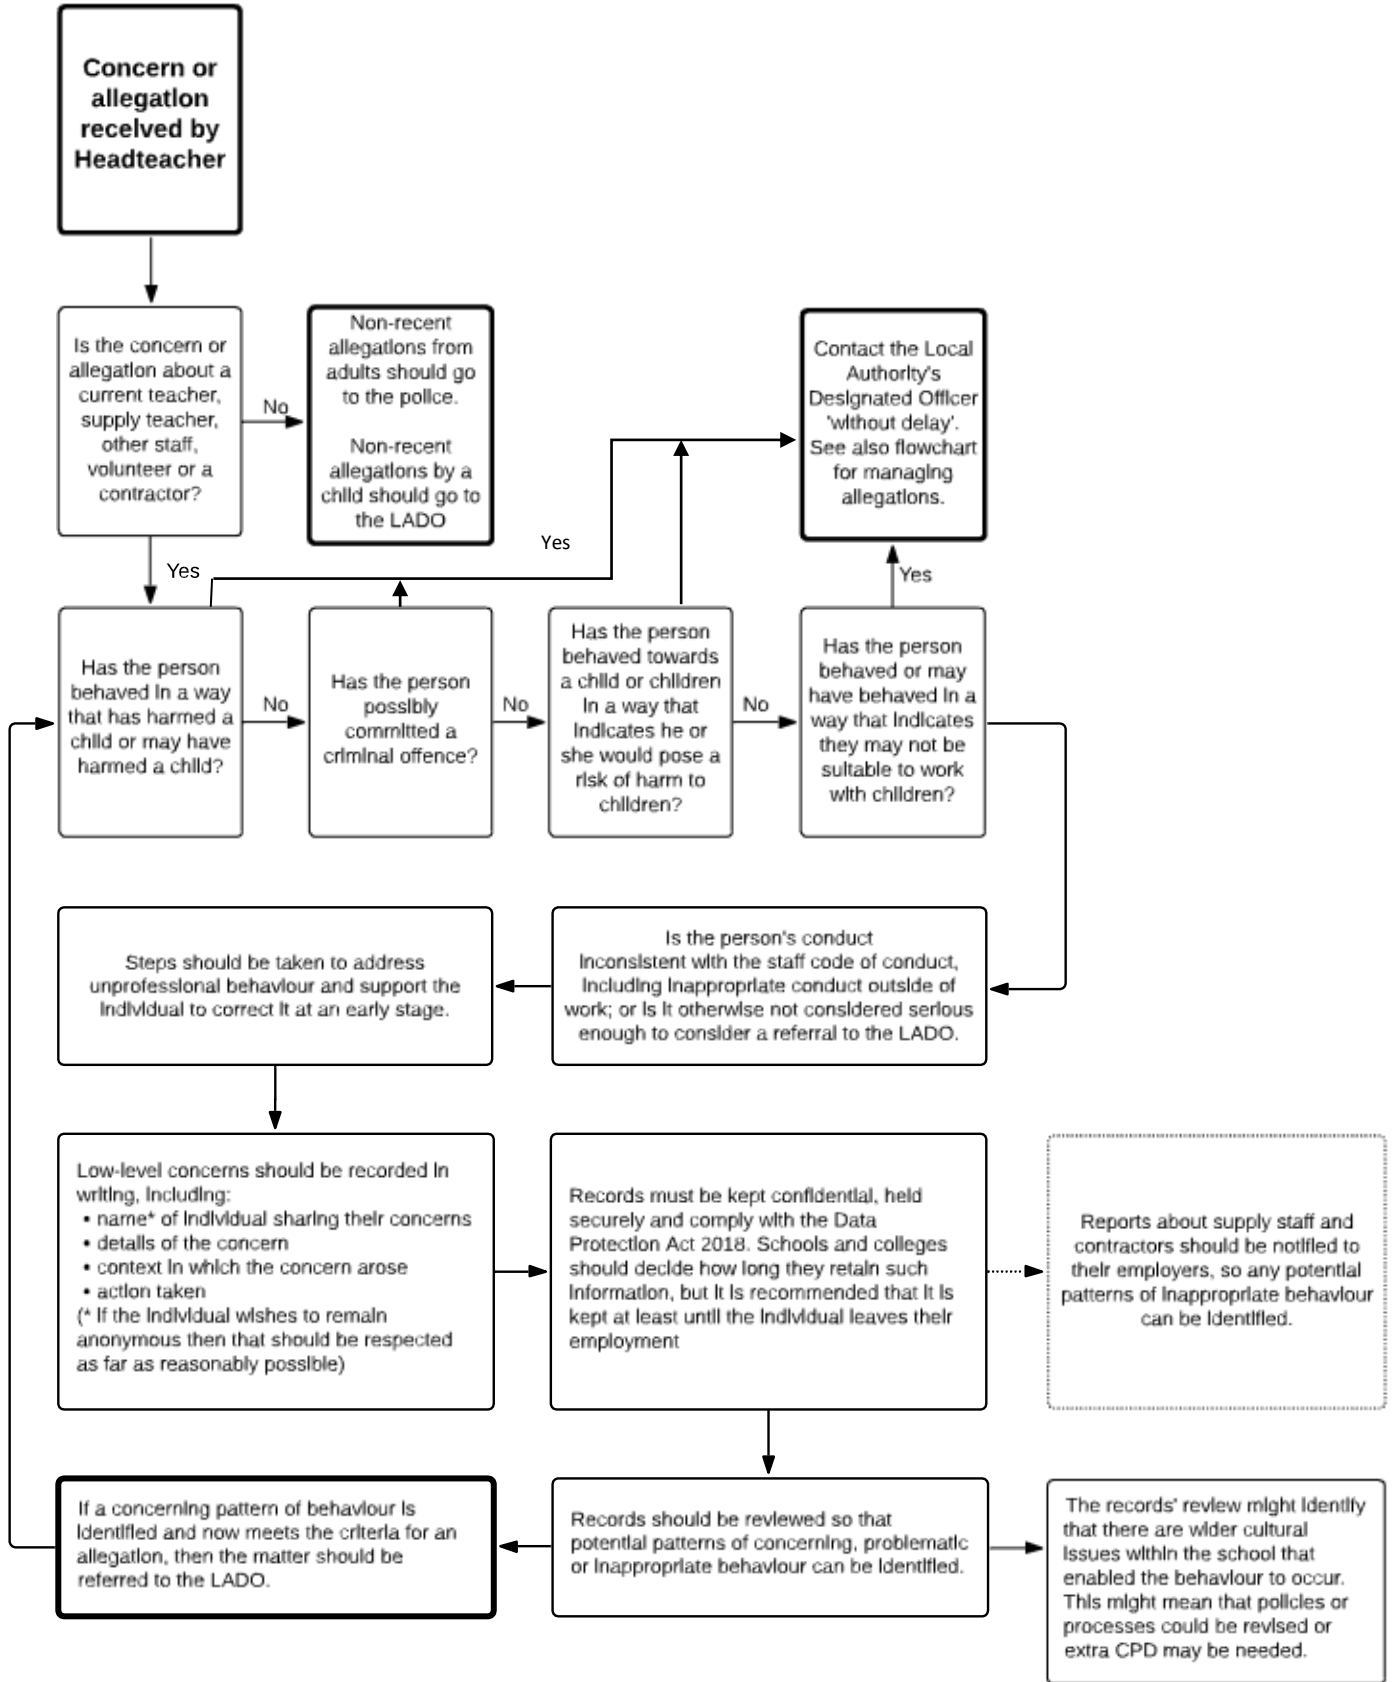 Concern or
allegation
received by
Headteacher
Is the concern or
allegation about a
current teacher,
supply teacher,
other staff,
volunteer or a
contractor?
No
Non-recent
allegations from
adults should go
to the police.
Non-recent
allegations by a
child should go to
the LADO
Contact the Local
Authority's
Designated Officer
'without delay'.
See also flowchart
for managing
allegations.
Yes
Yes
Yes
Has the person
behaved in a way
that has harmed a
child or may have
harmed a child?
No
Has the person
possibly
committed a
criminal offence?
No
Has the person
behaved towards
a child or children
in a way that
indicates he or
she would pose a
risk of harm to
children?
No
Has the person
behaved or may
have behaved in a
way that indicates
they may not be
suitable to work
with children?
Is the person's conduct
inconsistent with the staff code of conduct,
including inappropriate conduct outside of
work; or is it otherwise not considered serious
enough to consider a referral to the LADO.
Steps should be taken to address
unprofessional behaviour and support the
individual to correct it at an early stage.
Low-level concerns should be recorded in
writing, including:
• name* of individual sharing their concerns
• details of the concern
• context in which the concern arose
• action taken
(* If the individual wishes to remain
anonymous then that should be respected
as far as reasonably possible)
Records must be kept confidential, held
securely and comply with the Data
Protection Act 2018. Schools and colleges
should decide how long they retain such
information, but it is recommended that it is
kept at least until the individual leaves their
employment
Reports about supply staff and
contractors should be notified to
their employers, so any potential
patterns of inappropriate behaviour
can be identified.
If a concerning pattern of behaviour is
identified and now meets the criteria for an
allegation, then the matter should be
referred to the LADO.
Records should be reviewed so that
potential patterns of concerning, problematic
or inappropriate behaviour can be identified.
The records' review might identify
that there are wider cultural
issues within the school that
enabled the behaviour to occur.
This might mean that policies or
processes could be revised or
extra CPD may be needed.